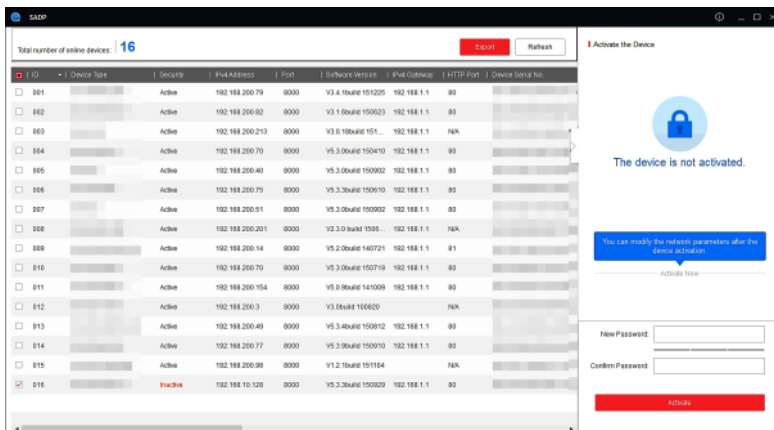 SADP
Total number of online devices: 16
Export Refresh
ID Device Type Security IPv4 Address Port Software Version IPv4 Gateway HTTP Port Device Serial No.
001 Active 192.168.200.79 8000 V3.4.1build 151225 192.168.1.1 80
002 Active 192.168.200.82 8000 V3.1.6build 150623 192.168.1.1 80
003 Active 192.168.200.213 8000 V3.0.18build 151... 192.168.1.1 N/A
004 Active 192.168.200.70 8000 V5.3.0build 150410 192.168.1.1 80
005 Active 192.168.200.40 8000 V5.3.0build 150902 192.168.1.1 80
006 Active 192.168.200.75 8000 V5.3.3build 150610 192.168.1.1 80
007 Active 192.168.200.51 8000 V5.3.0build 150902 192.168.1.1 80
008 Active 192.168.200.201 8000 V2.3.0 build 1506... 192.168.1.1 N/A
009 Active 192.168.200.14 8000 V5.2.0build 140721 192.168.1.1 81
010 Active 192.168.200.70 8000 V5.3.0build 150719 192.168.1.1 80
011 Active 192.168.200.154 8000 V5.0.9build 141009 192.168.1.1 80
012 Active 192.168.200.3 8000 V3.0build 100820 N/A
013 Active 192.168.200.49 8000 V5.3.4build 150812 192.168.1.1 80
014 Active 192.168.200.77 8000 V5.3.9build 150910 192.168.1.1 80
015 Active 192.168.200.98 8000 V1.2.1build 151104 N/A
016 Inactive 192.168.10.128 8000 V5.3.3build 150929 192.168.1.1 80
Activate the Device
The device is not activated.
You can modify the network parameters after the
device activation.
Activate Now
New Password:
Confirm Password:
Activate